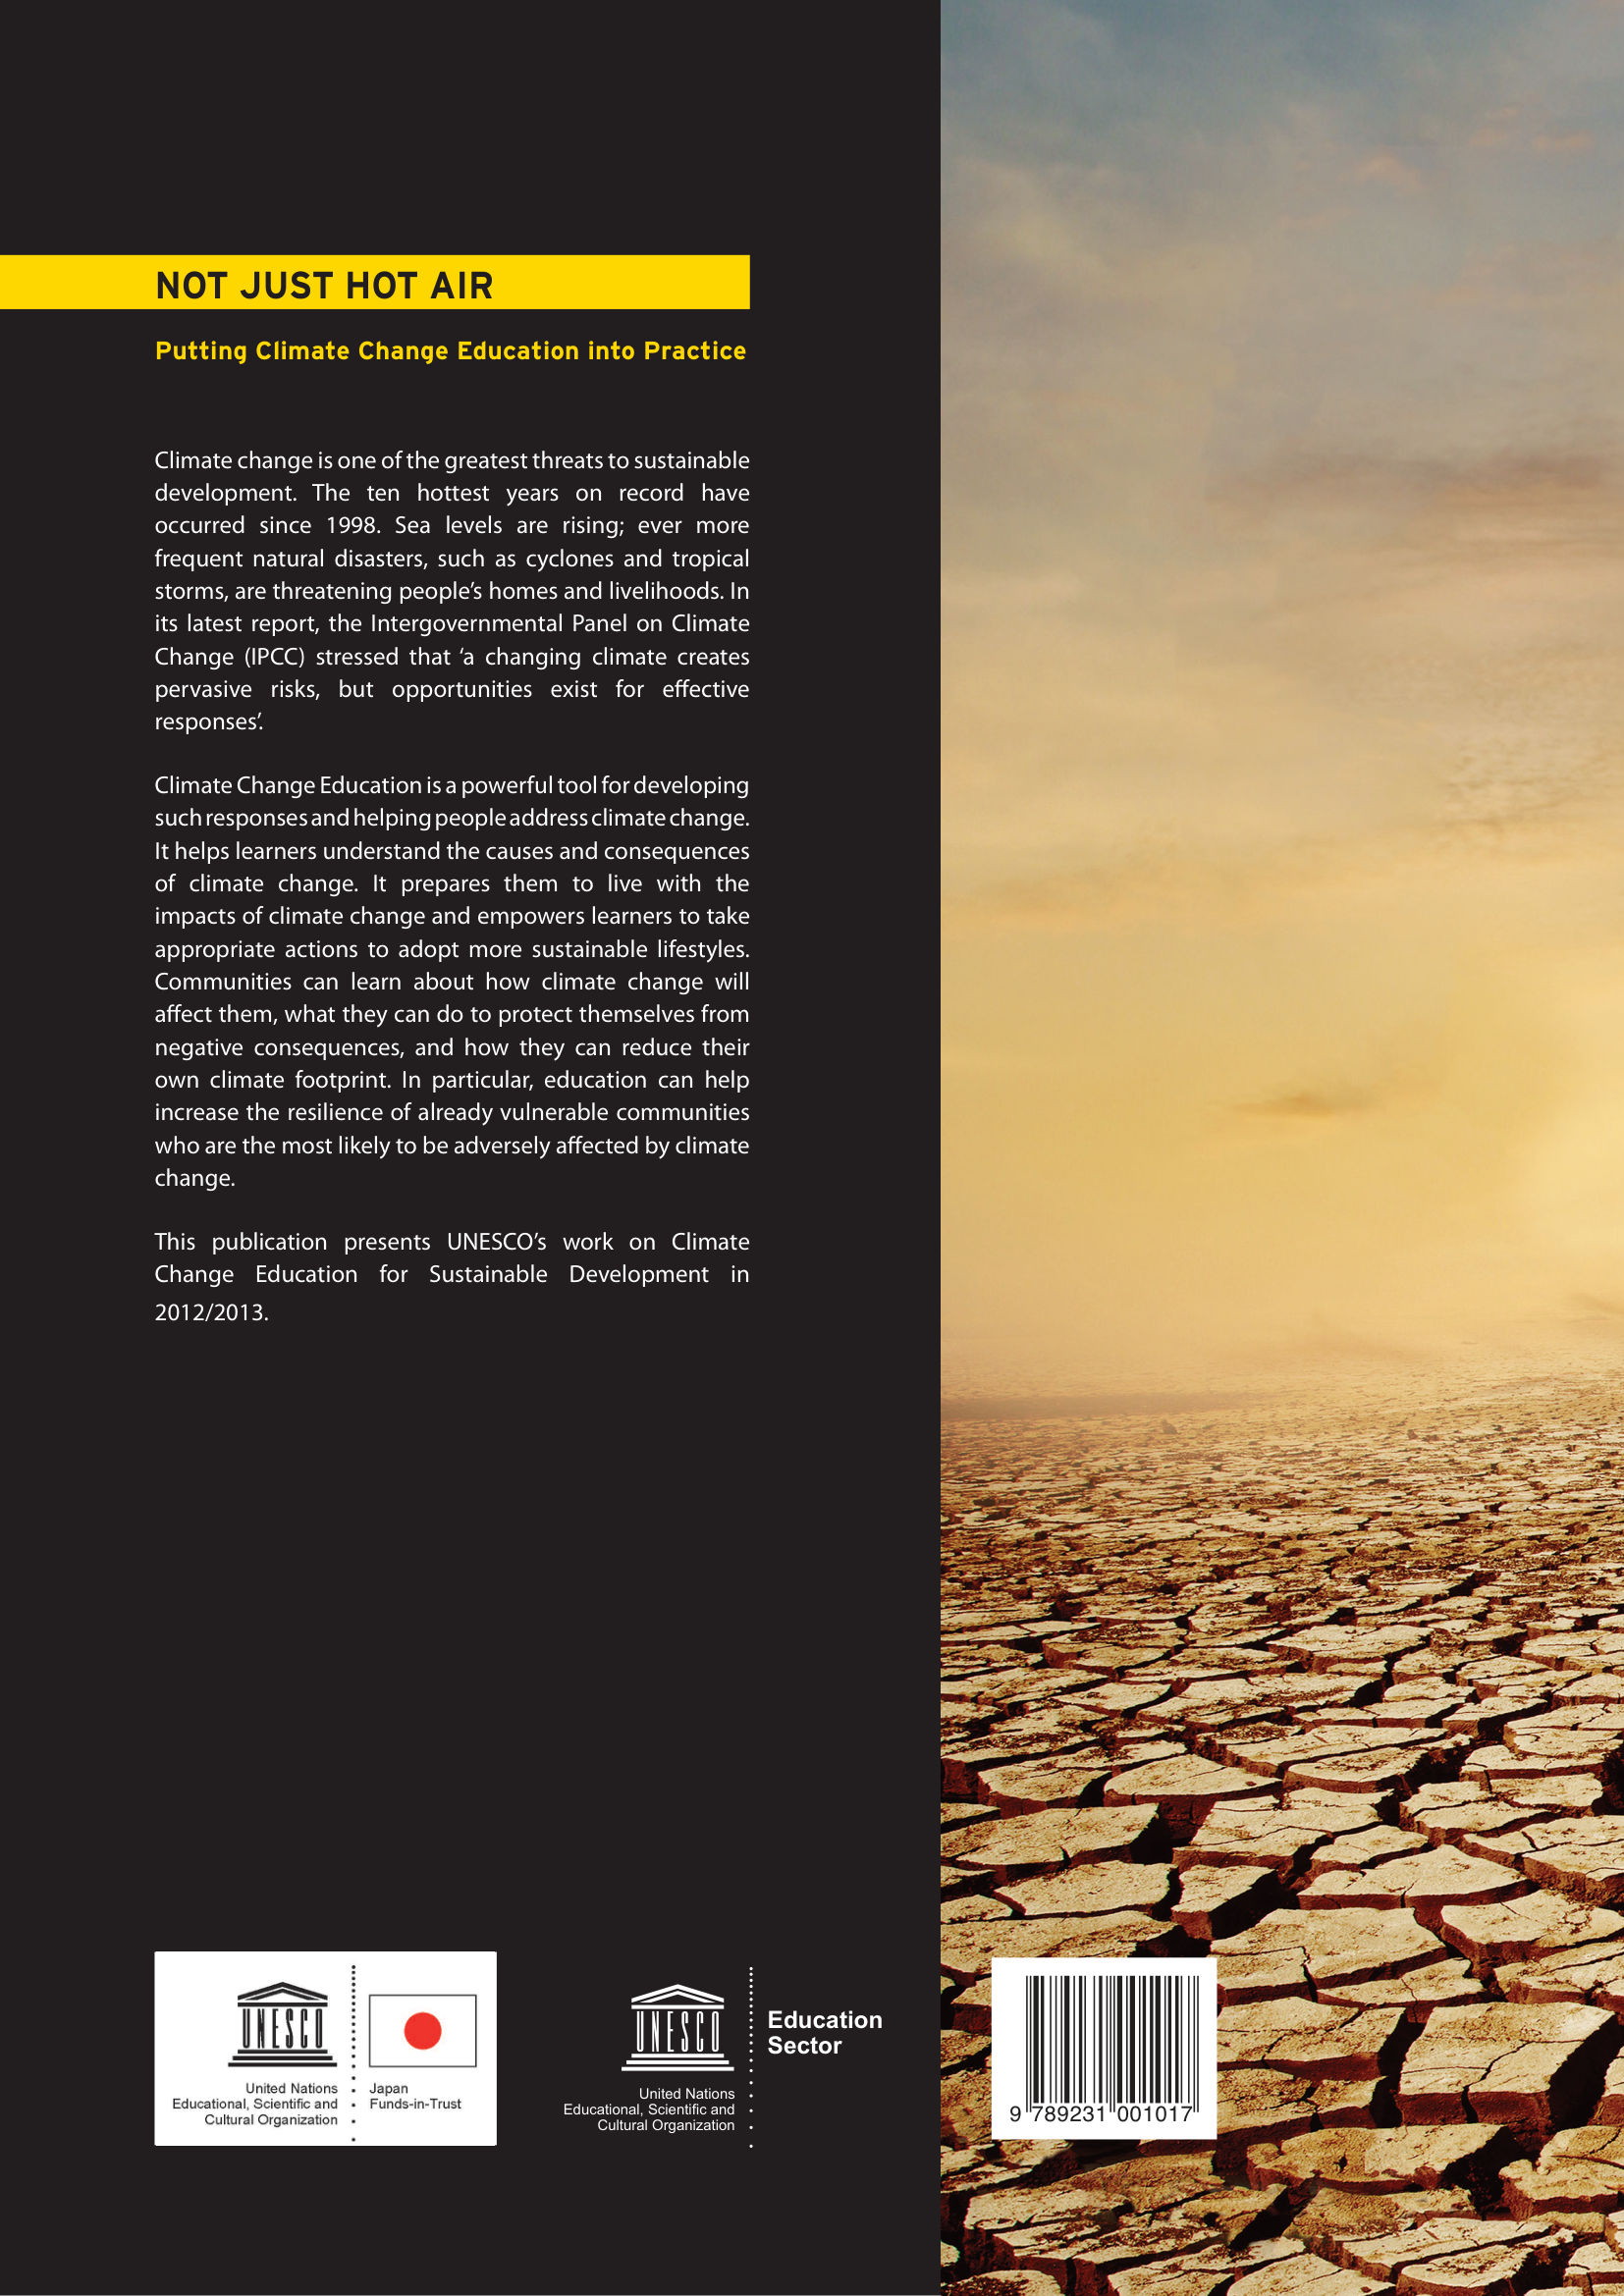 NOT JUST HOT AIR
Putting Climate Change Education into Practice
Climate change is one of the greatest threats to sustainable
development. The ten hottest years on record have
occurred since 1998. Sea levels are rising; ever more
frequent natural disasters, such as cyclones and tropical
storms, are threatening people’s homes and livelihoods. In
its latest report, the Intergovernmental Panel on Climate
Change (IPCC) stressed that ‘a changing climate creates
pervasive risks, but opportunities exist for effective
responses’.
Climate Change Education is a powerful tool for developing
such responses and helping people address climate change.
It helps learners understand the causes and consequences
of climate change. It prepares them to live with the
impacts of climate change and empowers learners to take
appropriate actions to adopt more sustainable lifestyles.
Communities can learn about how climate change will
affect them, what they can do to protect themselves from
negative consequences, and how they can reduce their
own climate footprint. In particular, education can help
increase the resilience of already vulnerable communities
who are the most likely to be adversely affected by climate
change.
This publication presents UNESCO’s work on Climate
Change Education for Sustainable Development in
2012/2013.
UNESCO
United Nations
Educational, Scientific and
Cultural Organization
Japan
Funds-in-Trust
UNESCO
United Nations
Educational, Scientific and
Cultural Organization
Education
Sector
9 789231 001017